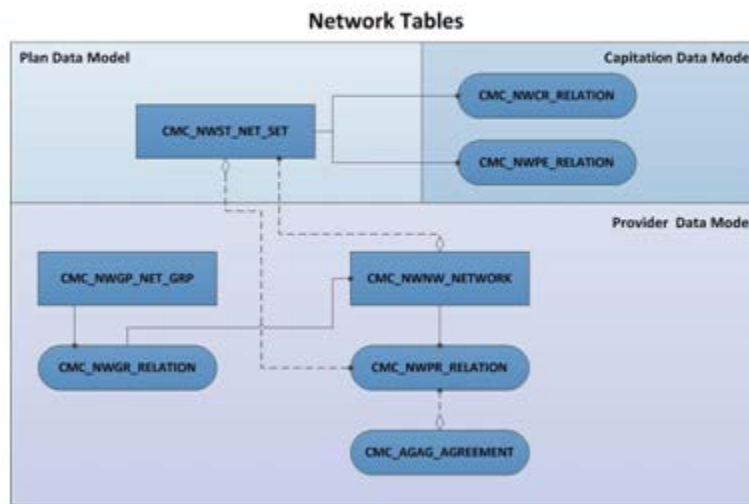 Network Tables
Plan Data Model
Capitation Data Mode
CMC_NWCR_RELATION
CMC_NWST_NET_SET
CMC_NWPE_RELATION
Provider Data Mode
CMC_NWGP_NET_GRP
CMC_NWNW_NETWORK
CMC_NWGR_RELATION
CMC_NWPR_RELATION
CMC_AGAG_AGREEMENT